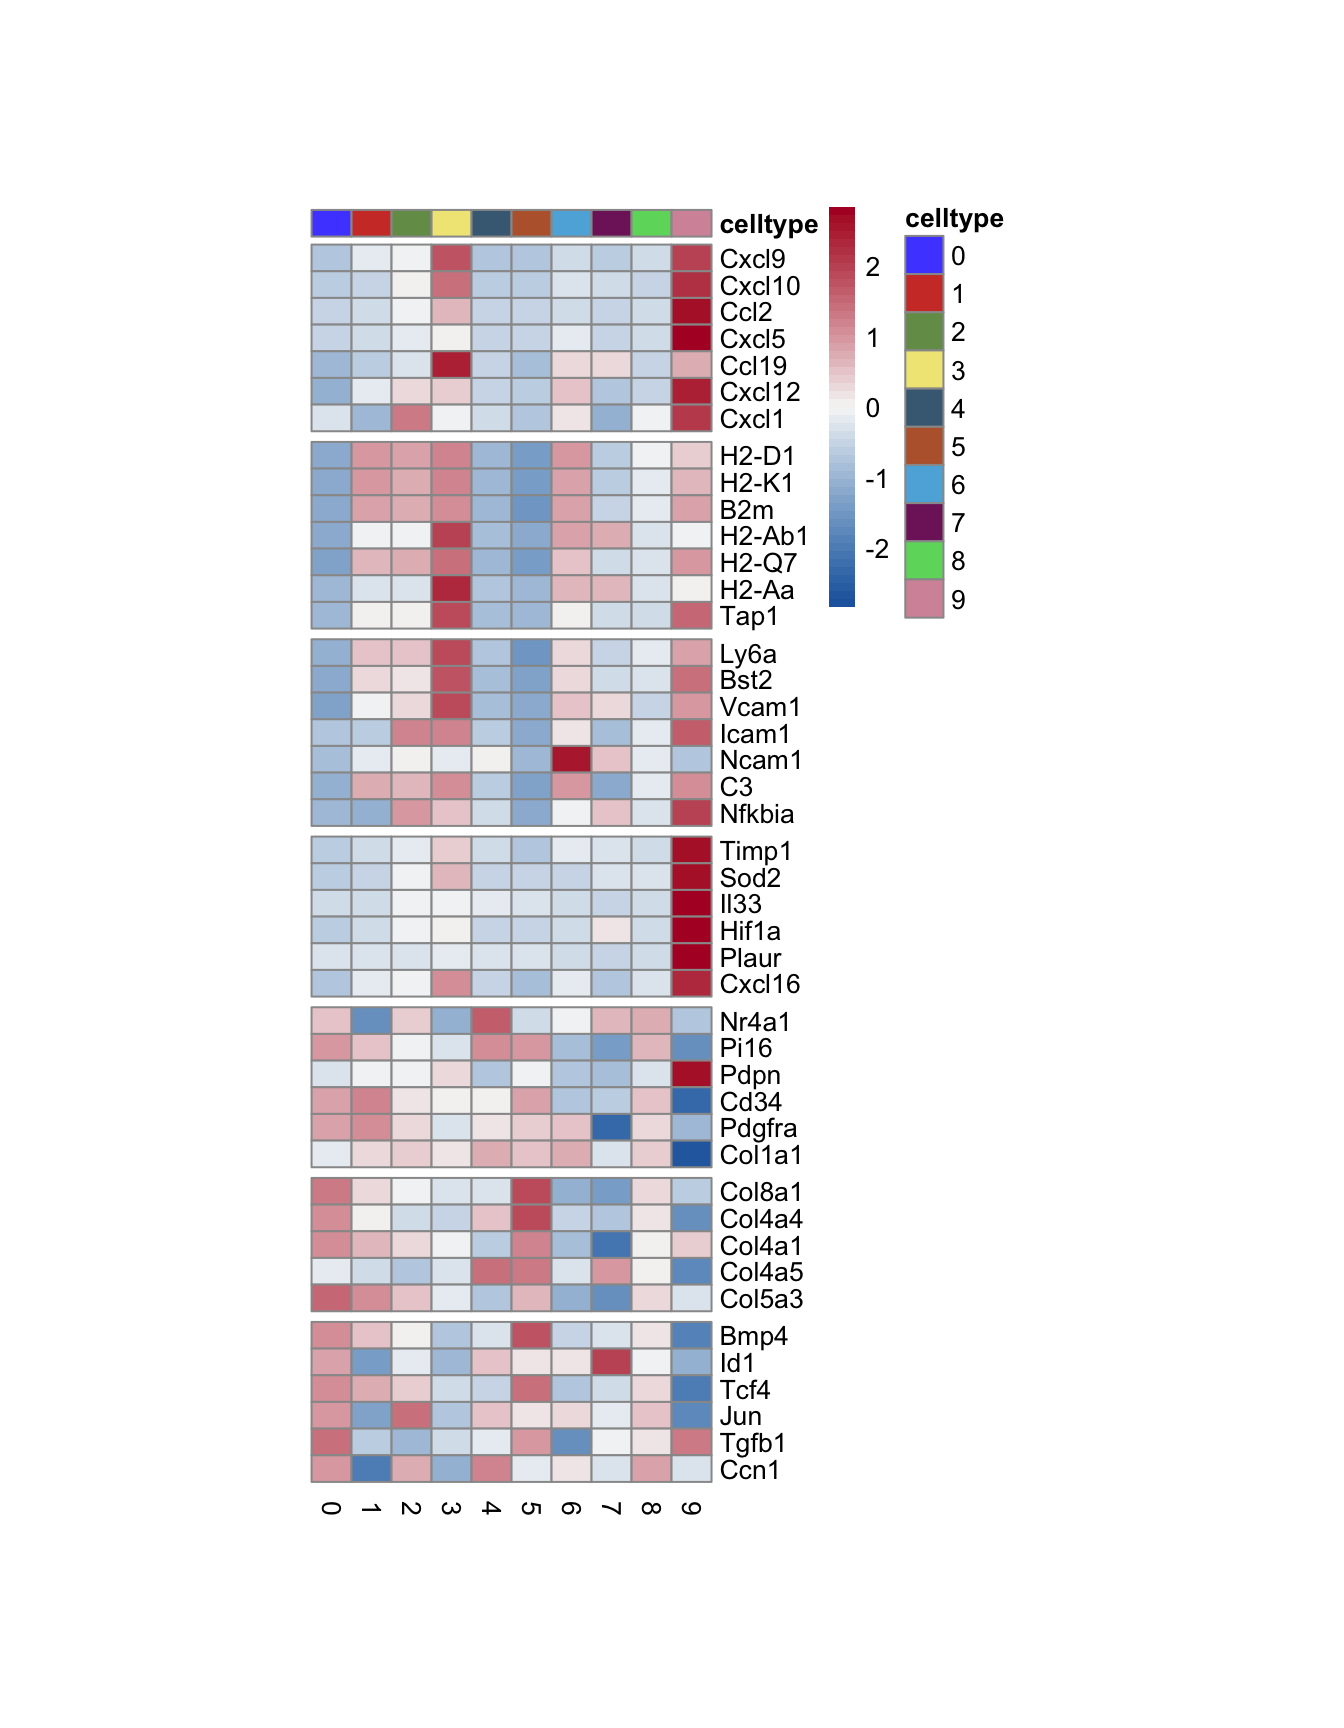 celltype
Cxcl9
Cxcl10
Ccl2
Cxcl5
Ccl19
Cxcl12
Cxcl1
H2-D1
H2-K1
B2m
H2-Ab1
H2-Q7
H2-Aa
Tap1
Ly6a
Bst2
Vcam1
Icam1
Ncam1
C3
Nfkbia
Timp1
Sod2
Il33
Hif1a
Plaur
Cxcl16
Nr4a1
Pi16
Pdpn
Cd34
Pdgfra
Col1a1
Col8a1
Col4a4
Col4a1
Col4a5
Col5a3
Bmp4
Id1
Tcf4
Jun
Tgfb1
Ccn1
0 1 2 3 4 5 6 7 8 9
2
1
0
-1
-2
celltype
0
1
2
3
4
5
6
7
8
9